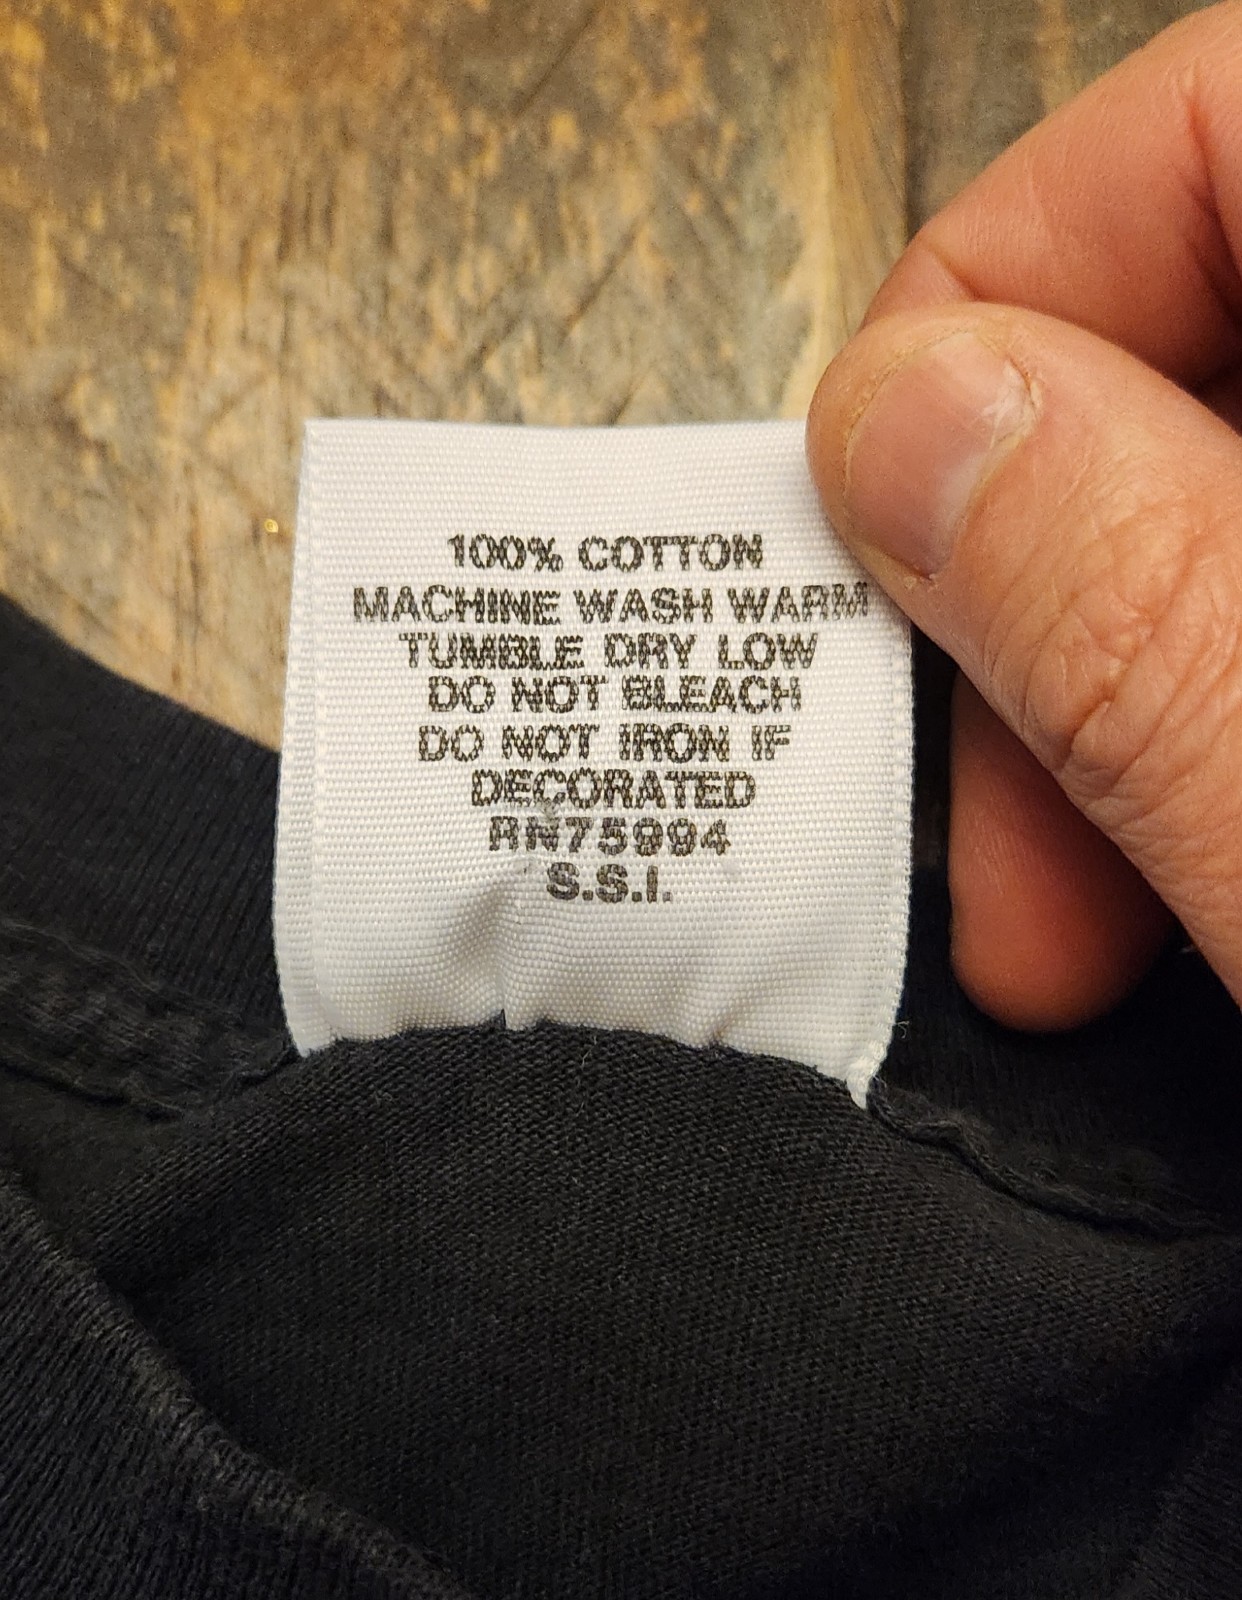 100% COTTON
MACHINE WASH WARM
TUMBLE DRY LOW
DO NOT BLEACH
DO NOT IRON IF
DECORATED
RN75994
S.S.I.